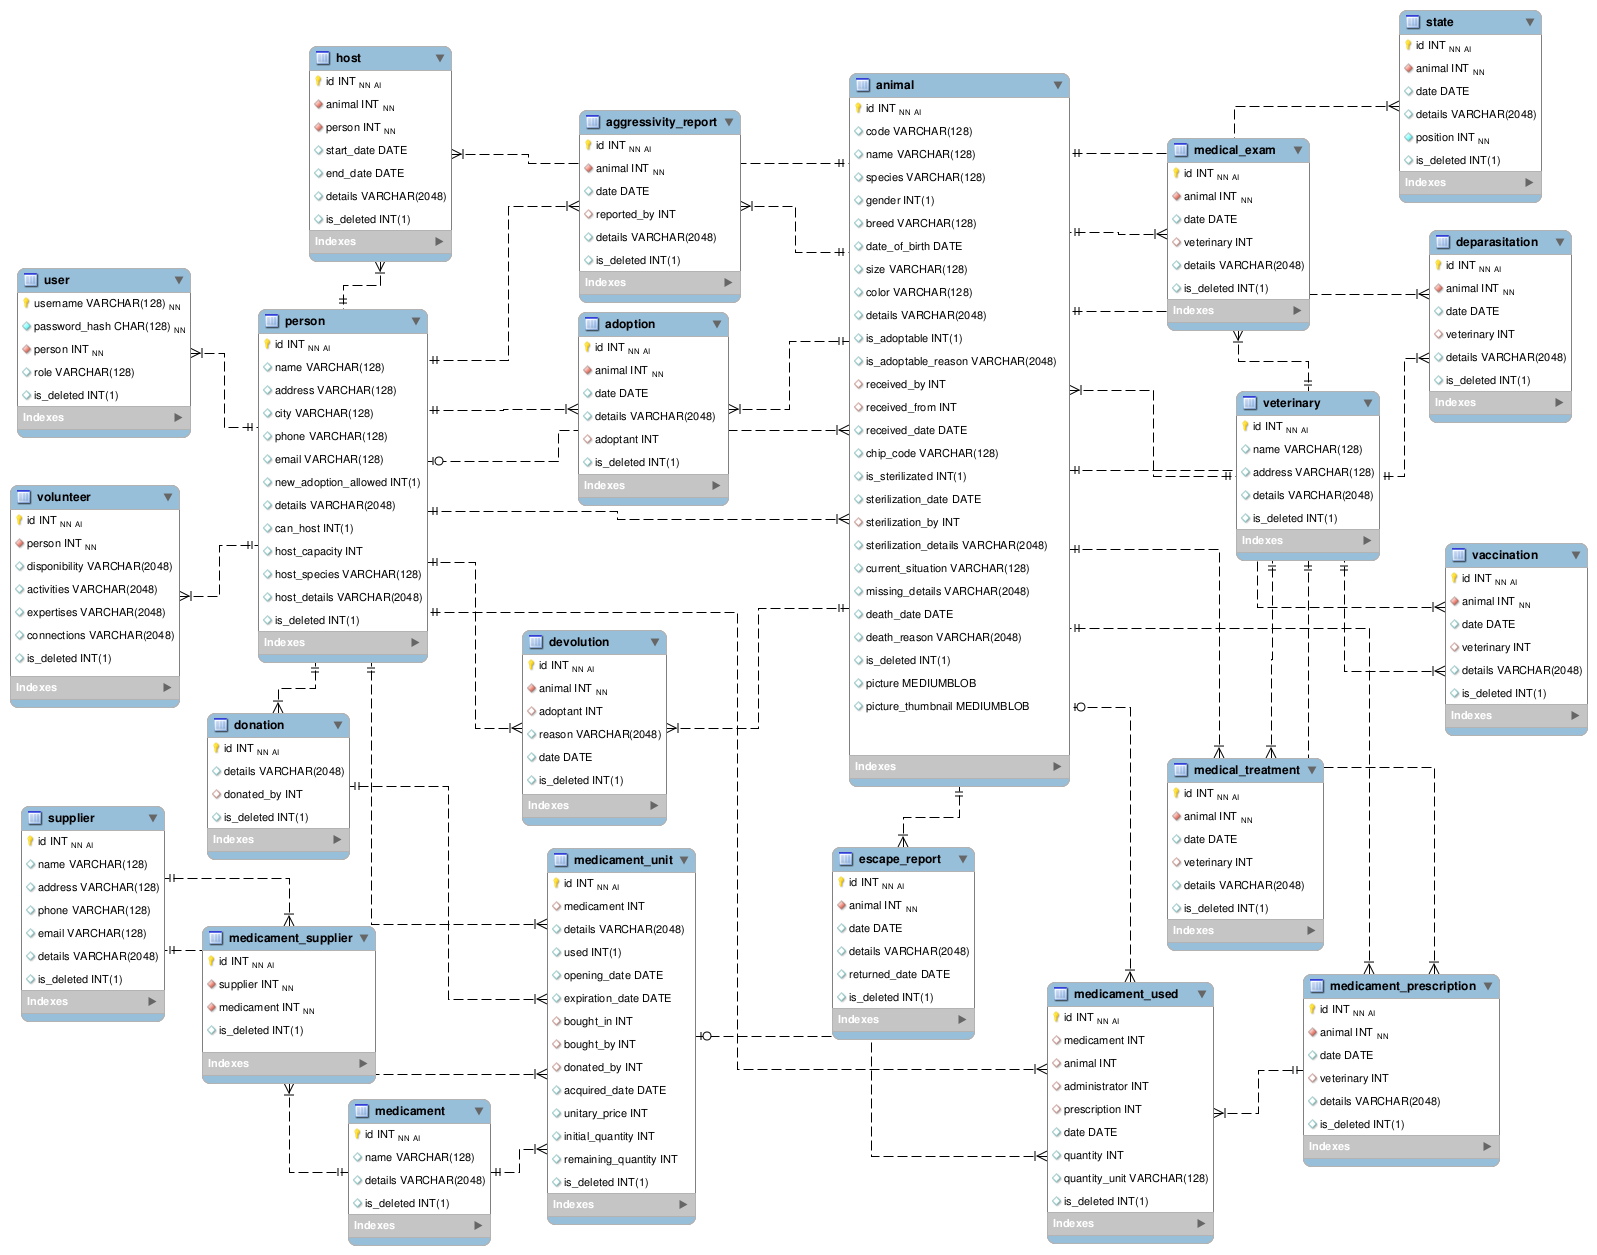 host
id INT NN AI
animal INT NN
person INT NN
start_date DATE
end_date DATE
details VARCHAR(2048)
is_deleted INT(1)
Indexes
aggressivity_report
id INT NN AI
animal INT NN
date DATE
reported_by INT
details VARCHAR(2048)
is_deleted INT(1)
Indexes
animal
id INT NN AI
code VARCHAR(128)
name VARCHAR(128)
species VARCHAR(128)
gender INT(1)
breed VARCHAR(128)
date_of_birth DATE
size VARCHAR(128)
color VARCHAR(128)
details VARCHAR(2048)
is_adoptable INT(1)
is_adoptable_reason VARCHAR(2048)
received_by INT
received_from INT
received_date DATE
chip_code VARCHAR(128)
is_sterilizated INT(1)
sterilization_date DATE
sterilization_by INT
sterilization_details VARCHAR(2048)
current_situation VARCHAR(128)
missing_details VARCHAR(2048)
death_date DATE
death_reason VARCHAR(2048)
is_deleted INT(1)
picture MEDIUMBLOB
picture_thumbnail MEDIUMBLOB
Indexes
medical_exam
id INT NN AI
animal INT NN
date DATE
veterinary INT
details VARCHAR(2048)
is_deleted INT(1)
Indexes
state
id INT NN AI
animal INT NN
date DATE
details VARCHAR(2048)
position INT NN
is_deleted INT(1)
Indexes
deparasitation
id INT NN AI
animal INT NN
date DATE
veterinary INT
details VARCHAR(2048)
is_deleted INT(1)
Indexes
user
username VARCHAR(128) NN
password_hash CHAR(128) NN
person INT NN
role VARCHAR(128)
is_deleted INT(1)
Indexes
person
id INT NN AI
name VARCHAR(128)
address VARCHAR(128)
city VARCHAR(128)
phone VARCHAR(128)
email VARCHAR(128)
new_adoption_allowed INT(1)
details VARCHAR(2048)
can_host INT(1)
host_capacity INT
host_species VARCHAR(128)
host_details VARCHAR(2048)
is_deleted INT(1)
Indexes
adoption
id INT NN AI
animal INT NN
date DATE
details VARCHAR(2048)
adoptant INT
is_deleted INT(1)
Indexes
veterinary
id INT NN AI
name VARCHAR(128)
address VARCHAR(128)
details VARCHAR(2048)
is_deleted INT(1)
Indexes
volunteer
id INT NN AI
person INT NN
disponibility VARCHAR(2048)
activities VARCHAR(2048)
expertises VARCHAR(2048)
connections VARCHAR(2048)
is_deleted INT(1)
Indexes
vaccination
id INT NN AI
animal INT NN
date DATE
veterinary INT
details VARCHAR(2048)
is_deleted INT(1)
Indexes
devolution
id INT NN AI
animal INT NN
adoptant INT
reason VARCHAR(2048)
date DATE
is_deleted INT(1)
Indexes
donation
id INT NN AI
details VARCHAR(2048)
donated_by INT
is_deleted INT(1)
Indexes
medical_treatment
id INT NN AI
animal INT NN
date DATE
veterinary INT
details VARCHAR(2048)
is_deleted INT(1)
Indexes
supplier
id INT NN AI
name VARCHAR(128)
address VARCHAR(128)
phone VARCHAR(128)
email VARCHAR(128)
details VARCHAR(2048)
is_deleted INT(1)
Indexes
medicament_supplier
id INT NN AI
supplier INT NN
medicament INT NN
is_deleted INT(1)
Indexes
medicament_unit
id INT NN AI
medicament INT
details VARCHAR(2048)
used INT(1)
opening_date DATE
expiration_date DATE
bought_in INT
bought_by INT
donated_by INT
acquired_date DATE
unitary_price INT
initial_quantity INT
remaining_quantity INT
is_deleted INT(1)
Indexes
escape_report
id INT NN AI
animal INT NN
date DATE
details VARCHAR(2048)
returned_date DATE
is_deleted INT(1)
Indexes
medicament_used
id INT NN AI
medicament INT
animal INT
administrator INT
prescription INT
date DATE
quantity INT
quantity_unit VARCHAR(128)
is_deleted INT(1)
Indexes
medicament_prescription
id INT NN AI
animal INT NN
date DATE
veterinary INT
details VARCHAR(2048)
is_deleted INT(1)
Indexes
medicament
id INT NN AI
name VARCHAR(128)
details VARCHAR(2048)
is_deleted INT(1)
Indexes